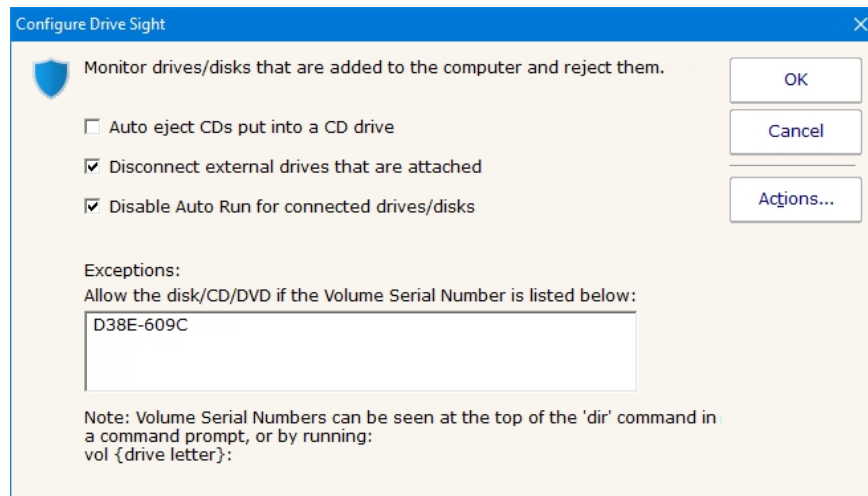 Configure Drive Sight
Monitor drives/disks that are added to the computer and reject them.
OK
Auto eject CDs put into a CD drive
Cancel
Disconnect external drives that are attached
Disable Auto Run for connected drives/disks
Actions...
Exceptions:
Allow the disk/CD/DVD if the Volume Serial Number is listed below:
D38E-609C
Note: Volume Serial Numbers can be seen at the top of the 'dir' command in
a command prompt, or by running:
vol {drive letter}: